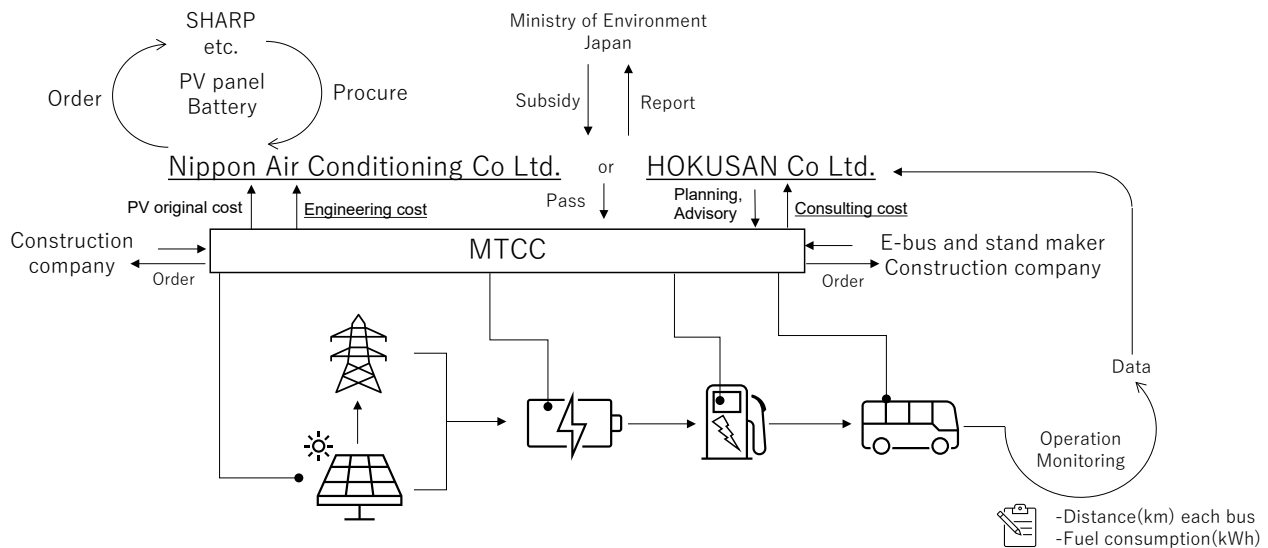 SHARP
etc.
PV panel
Battery
Order
Procure
Ministry of Environment
Japan
Subsidy
Report
Nippon Air Conditioning Co Ltd.
or
HOKUSAN Co Ltd.
PV original cost
Engineering cost
Pass
Planning,
Advisory
Consulting cost
Construction
company
Order
MTCC
E-bus and stand maker
Construction company
Order
Data
Operation
Monitoring
-Distance(km) each bus
-Fuel consumption(kWh)